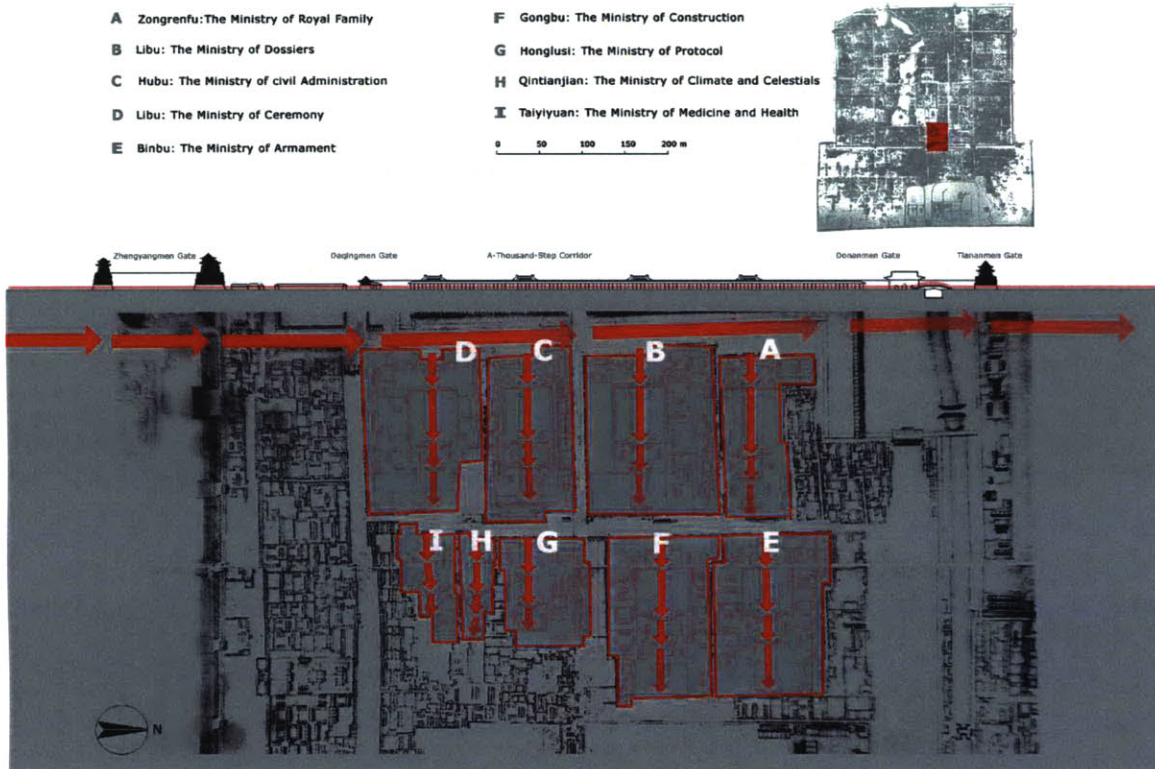 A Zongrenfu:The Ministry of Royal Family
B Libu: The Ministry of Dossiers
C Hubu: The Ministry of civil Administration
D Libu: The Ministry of Ceremony
E Binbu: The Ministry of Armament
F Gongbu: The Ministry of Construction
G Honglusi: The Ministry of Protocol
H Qintianjian: The Ministry of Climate and Celestials
I Taiyiyuan: The Ministry of Medicine and Health
0 50 100 150 200 m
Zhengyangmen Gate
Daqingmen Gate
A-Thousand-Step Corridor
Donanmen Gate
Tiananmen Gate
D C B A
I H G F E
N